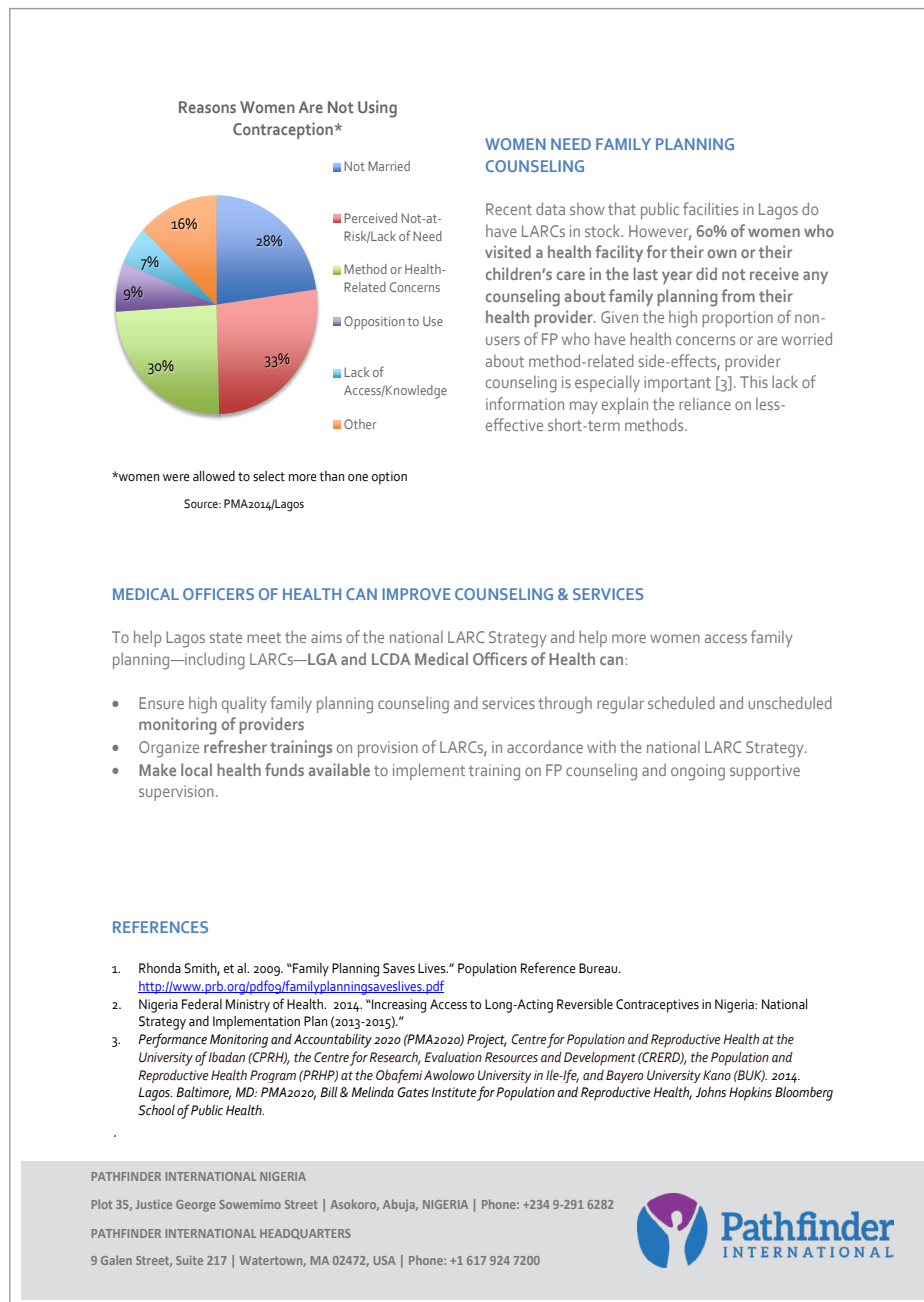 Reasons Women Are Not Using
Contraception*
Not Married
Perceived Not-at-
Risk/Lack of Need
Method or Health-
Related Concerns
Opposition to Use
Lack of
Access/Knowledge
Other
28%
33%
30%
9%
7%
16%
*women were allowed to select more than one option
Source: PMA2014/Lagos
WOMEN NEED FAMILY PLANNING
COUNSELING
Recent data show that public facilities in Lagos do
have LARCs in stock. However, 60% of women who
visited a health facility for their own or their
children’s care in the last year did not receive any
counseling about family planning from their
health provider. Given the high proportion of non-
users of FP who have health concerns or are worried
about method-related side-effects, provider
counseling is especially important [3]. This lack of
information may explain the reliance on less-
effective short-term methods.
MEDICAL OFFICERS OF HEALTH CAN IMPROVE COUNSELING & SERVICES
To help Lagos state meet the aims of the national LARC Strategy and help more women access family
planning—including LARCs—LGA and LCDA Medical Officers of Health can:
• Ensure high quality family planning counseling and services through regular scheduled and unscheduled
monitoring of providers
• Organize refresher trainings on provision of LARCs, in accordance with the national LARC Strategy.
• Make local health funds available to implement training on FP counseling and ongoing supportive
supervision.
REFERENCES
1. Rhonda Smith, et al. 2009. “Family Planning Saves Lives.” Population Reference Bureau.
http://www.prb.org/pdf09/familyplanningsaveslives.pdf
2. Nigeria Federal Ministry of Health. 2014. “Increasing Access to Long-Acting Reversible Contraceptives in Nigeria: National
Strategy and Implementation Plan (2013-2015).”
3. Performance Monitoring and Accountability 2020 (PMA2020) Project, Centre for Population and Reproductive Health at the
University of Ibadan (CPRH), the Centre for Research, Evaluation Resources and Development (CRERD), the Population and
Reproductive Health Program (PRHP) at the Obafemi Awolowo University in Ile-Ife, and Bayero University Kano (BUK). 2014.
Lagos. Baltimore, MD: PMA2020, Bill & Melinda Gates Institute for Population and Reproductive Health, Johns Hopkins Bloomberg
School of Public Health.
.
PATHFINDER INTERNATIONAL NIGERIA
Plot 35, Justice George Sowemimo Street | Asokoro, Abuja, NIGERIA | Phone: +234 9-291 6282
PATHFINDER INTERNATIONAL HEADQUARTERS
9 Galen Street, Suite 217 | Watertown, MA 02472, USA | Phone: +1 617 924 7200
Pathfinder
INTERNATIONAL